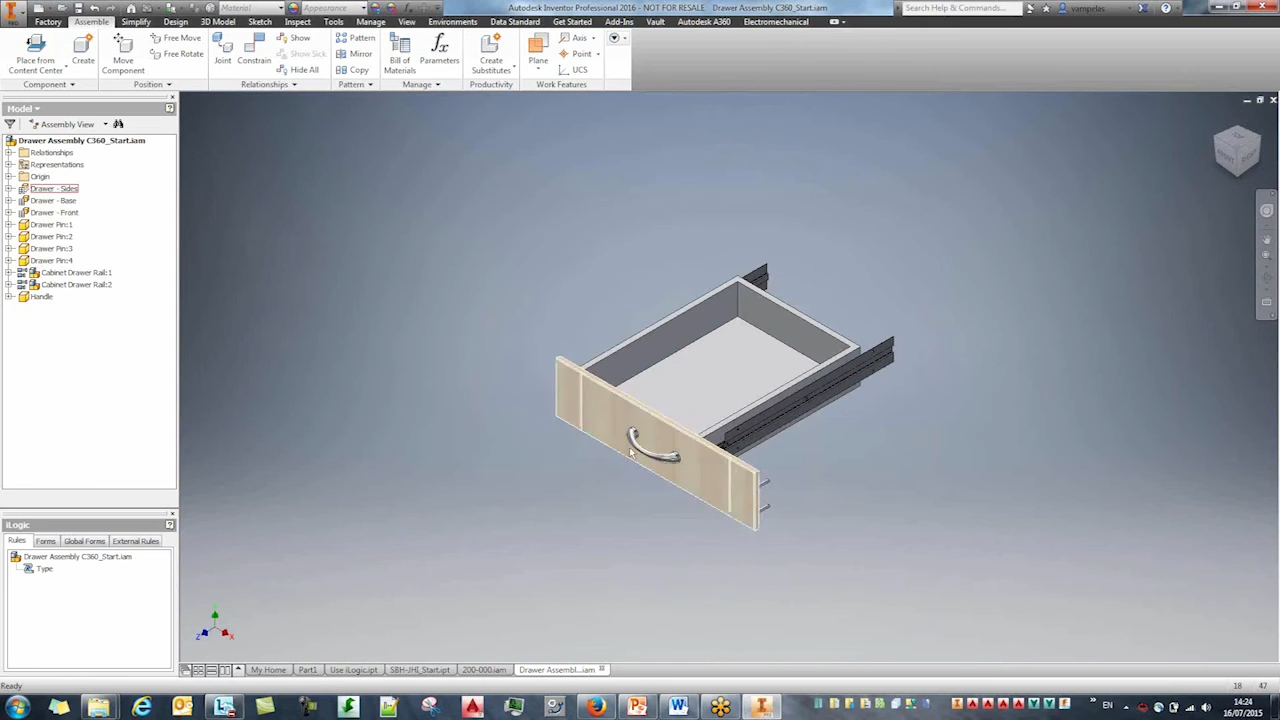 Material
Appearance
Autodesk Inventor Professional 2016 - NOT FOR RESALE   Drawer Assembly C360_Start.iam
Search Help & Commands...
vampelas
PRO
Factory
Assemble
Simplify
Design
3D Model
Sketch
Inspect
Tools
Manage
View
Environments
Get Started
Add-Ins
Vault
Autodesk A360
Electromechanical
Standard Data
Place from
Content Center
Create
Move
Component
Free Move
Free Rotate
Joint
Constrain
Show
Show Sick
Hide All
Pattern
Mirror
Copy
Bill of
Materials
Parameters
Create
Substitutes
Plane
Axis
Point
UCS
Component
Position
Relationships
Pattern
Manage
Productivity
Work Features
Model
Assembly View
Drawer Assembly C360_Start.iam
Relationships
Representations
Origin
Drawer - Sides
Drawer - Base
Drawer - Front
Drawer Pin:1
Drawer Pin:2
Drawer Pin:3
Drawer Pin:4
Cabinet Drawer Rail:1
Cabinet Drawer Rail:2
Handle
iLogic
Rules
Forms
Global Forms
External Rules
Drawer Assembly C360_Start.iam
Type
My Home
Part1
Use iLogic.ipt
SBH-JHI_Start.ipt
200-000.iam
Drawer Assembl...iam
Ready
18
47
EN
14:24
16/07/2015